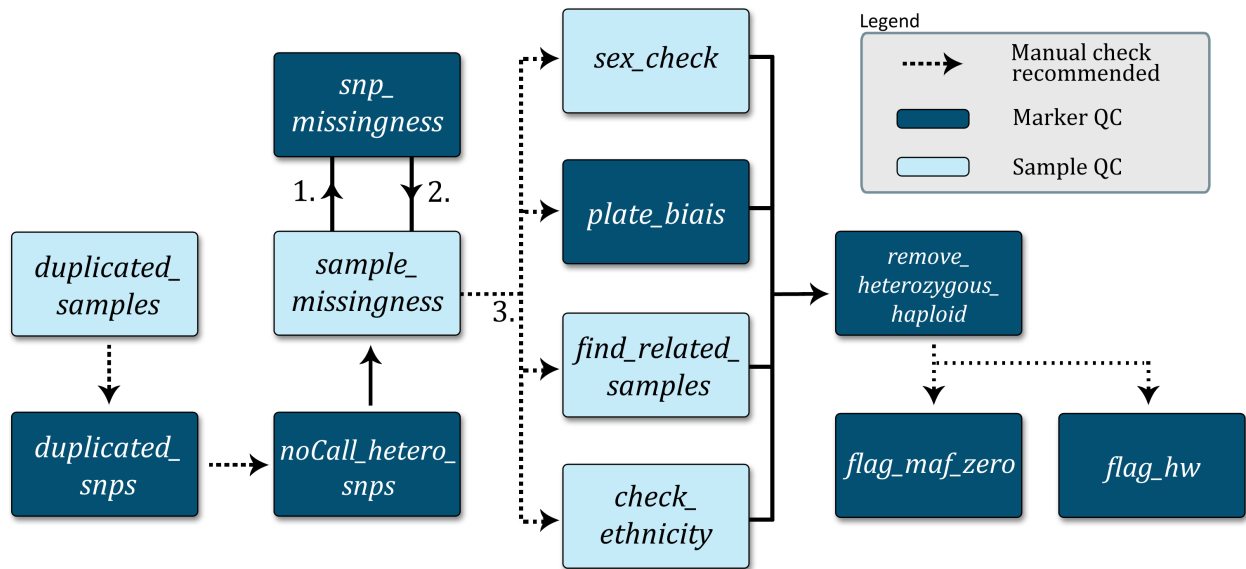 Legend
Manual check
recommended
Marker QC
Sample QC
duplicated_
samples
duplicated_
snps
noCall_hetero_
snps
sample_
missingness
1.
2.
snp_
missingness
3.
sex_check
plate_biais
find_related_
samples
check_
ethnicity
remove_
heterozygous_
haploid
flag_maf_zero
flag_hw